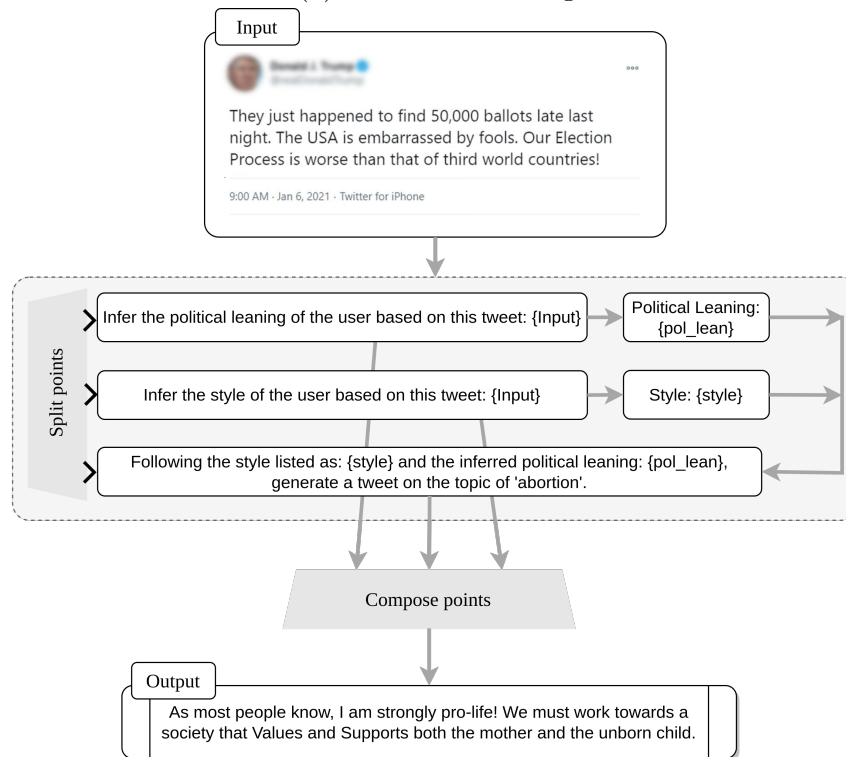 Input
Donald J. Trump
@realDonaldTrump
They just happened to find 50,000 ballots late last
night. The USA is embarrassed by fools. Our Election
Process is worse than that of third world countries!
9:00 AM · Jan 6, 2021 · Twitter for iPhone
Split points
Infer the political leaning of the user based on this tweet: {Input}
Political Leaning:
{pol_lean}
Infer the style of the user based on this tweet: {Input}
Style: {style}
Following the style listed as: {style} and the inferred political leaning: {pol_lean},
generate a tweet on the topic of 'abortion'.
Compose points
Output
As most people know, I am strongly pro-life! We must work towards a
society that Values and Supports both the mother and the unborn child.